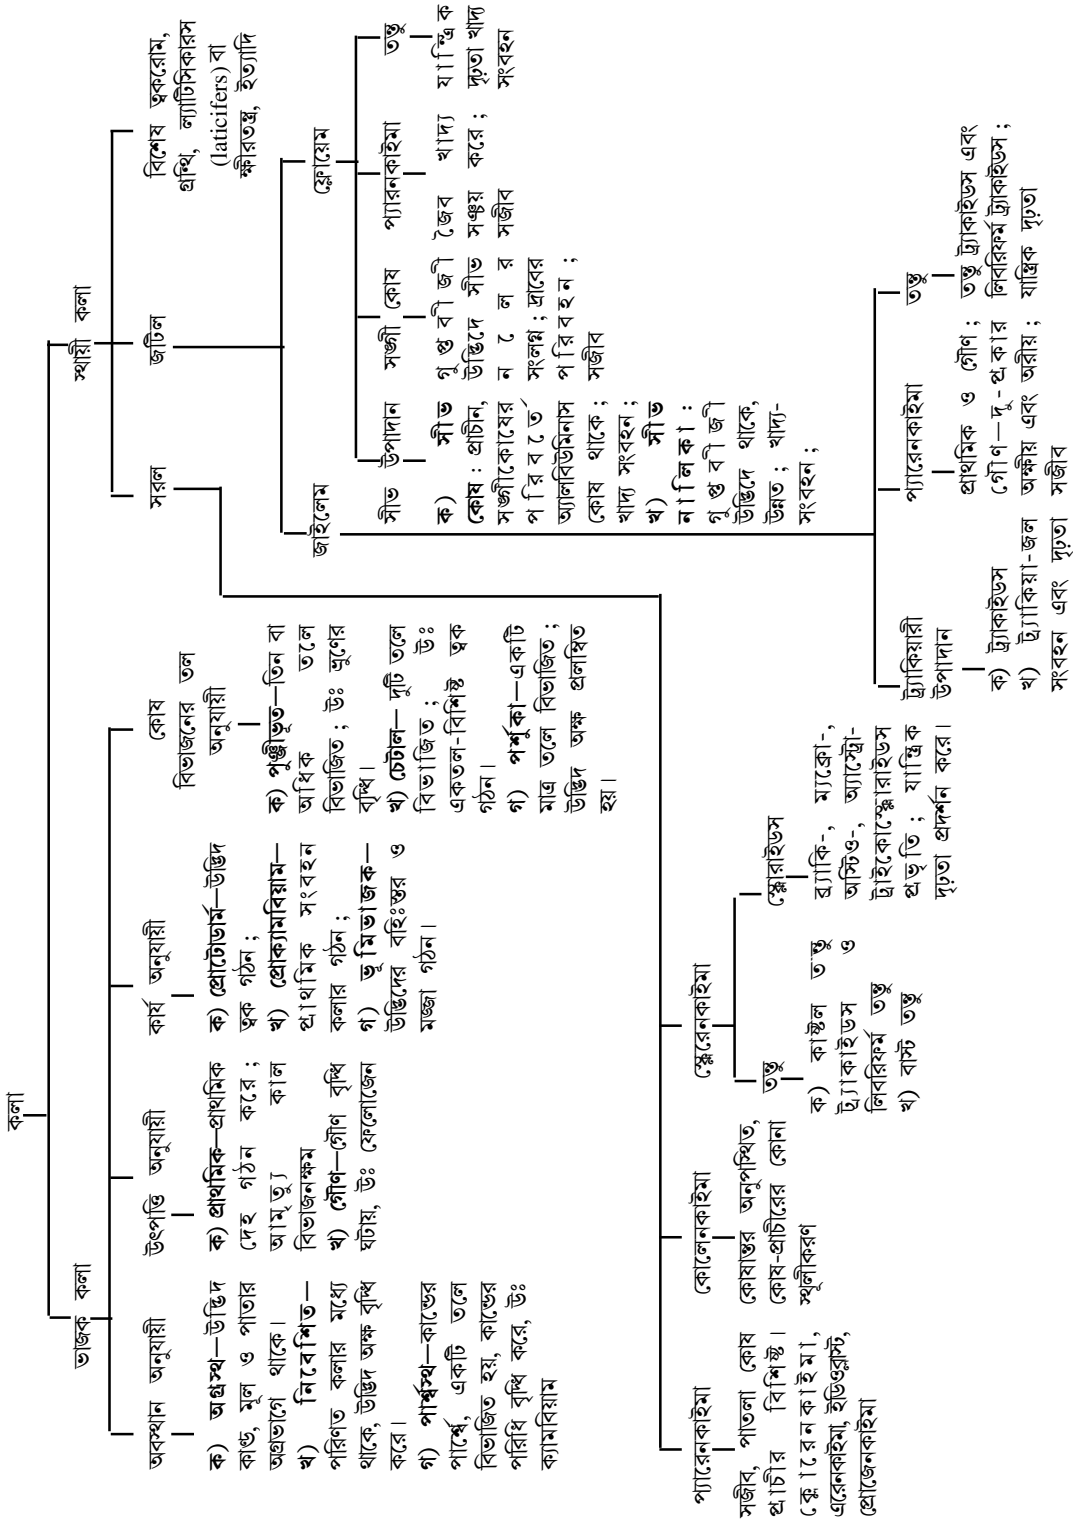 কলা
ভাজক কলা
স্থায়ী কলা
অবস্থান অনুযায়ী
উৎপত্তি অনুযায়ী
কার্য অনুযায়ী
কোষ
বিভাজনের তল
অনুযায়ী
সরল
জটিল
বিশেষ ত্বকরোম,
গ্রন্থি, ল্যাটিসিফারস
(laticifers) বা
ক্ষীরতন্ত্র, ইত্যাদি
ক) অগ্রস্থ—উদ্ভিদ
কান্ড, মূল ও পাতার
অগ্রভাগে থাকে।
খ) নিবেশিত—
পরিণত কলার মধ্যে
থাকে, উদ্ভিদ অক্ষ বৃদ্ধি
করে।
গ) পার্শ্বস্থ—কান্ডের
পার্শ্বে, একটি তলে
বিভাজিত হয়, কান্ডের
পরিধি বৃদ্ধি করে, উঃ
ক্যামবিয়াম
ক) প্রাথমিক—প্রাথমিক
দেহ গঠন করে ;
আমৃত্যু কাল
বিভাজনক্ষম
খ) গৌণ—গৌণ বৃদ্ধি
ঘটায়, উঃ ফেলোজেন
ক) প্রোটোডার্ম—উদ্ভিদ
ত্বক গঠন ;
খ) প্রোক্যামবিয়াম—
প্রাথমিক সংবহন
কলার গঠন ;
গ) ভূমিভাজক—
উদ্ভিদের বহিঃস্তর ও
মজ্জা গঠন।
ক) পুঞ্জীভূত—তিন বা
অধিক তলে
বিভাজিত ; উঃ ভ্রূণের
বৃদ্ধি।
খ) চেটাল— দুটি তলে
বিভাজিত ; উঃ
একতল-বিশিষ্ট ত্বক
গঠন।
গ) পর্শুকা—একটি
মাত্র তলে বিভাজিত ;
উদ্ভিদ অক্ষ প্রলম্বিত
হয়।
জাইলেম
ফ্লোয়েম
সীভ উপাদান
সঙ্গী কোষ
প্যারনকাইমা
তন্তু
ক) সীভ
কোষ : প্রাচীন,
সঙ্গীকোষের
পরিবর্তে
অ্যালবিউমিনাস
কোষ থাকে ;
খাদ্য সংবহন ;
খ) সীভ
নালিকা :
গুপ্তবীজী
উদ্ভিদে থাকে,
উন্নত ; খাদ্য-
সংবহন ;
গুপ্তবীজী
উদ্ভিদে সীভ
নলের
সংলগ্ন ; দ্রাবের
পরিবহন ;
সজীব
জৈব খাদ্য
সঞ্চয় করে ;
সজীব
যান্ত্রিক
দৃঢ়তা খাদ্য
সংবহন
প্যারেনকাইমা
কোলেনকাইমা
স্ক্লেরেনকাইমা
সজীব, পাতলা কোষ
প্রাচীর বিশিষ্ট।
ক্লোরেনকাইমা,
এরেনকাইমা, ইডিওব্লাস্ট,
প্রোজেনকাইমা
কোষান্তর অনুপস্থিত,
কোষ-প্রাচীরের কোনা
স্থূলীকরণ
তন্তু
স্ক্লেরাইডস
ক) কাষ্টল তন্তু
ট্র্যাকাইডস ও
লিবরিফর্ম তন্তু
খ) বাস্ট তন্তু
ব্র্যাকি-, ম্যাক্রো-,
অস্টিও-, অ্যাস্ট্রো-
ট্রাইকোস্ক্লেরাইডস
প্রভৃতি ; যান্ত্রিক
দৃঢ়তা প্রদর্শন করে।
ট্র্যাকিয়ারী
উপাদান
প্যারেনকাইমা
তন্তু
ক) ট্র্যাকাইডস
খ) ট্র্যাকিয়া-জল
সংবহন এবং দৃঢ়তা
প্রাথমিক ও গৌণ ;
গৌণ—দু-প্রকার
অক্ষীয় এবং অরীয় ;
সজীব
তন্তু ট্র্যাকাইডস এবং
লিবরিফর্ম ট্র্যাকাইডস ;
যান্ত্রিক দৃঢ়তা